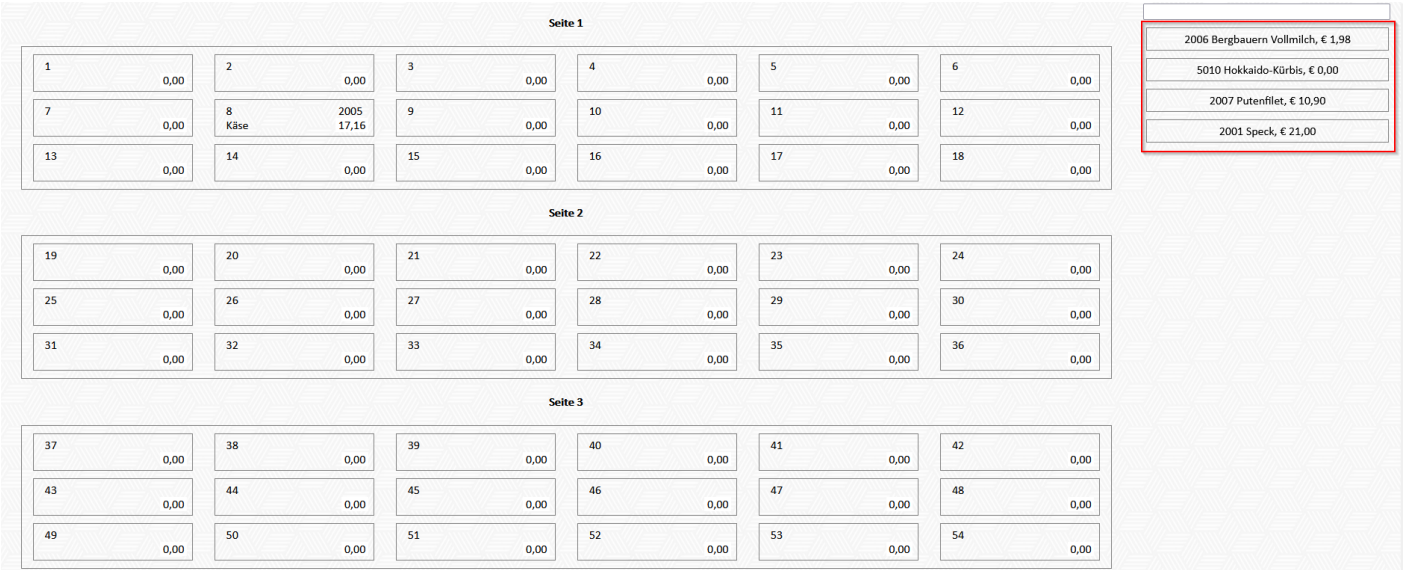 Seite 1
1 2 3 4 5 6
0,00 0,00 0,00 0,00 0,00 0,00
7 8 2005 9 10 11 12
0,00 Käse 17,16 0,00 0,00 0,00 0,00
13 14 15 16 17 18
0,00 0,00 0,00 0,00 0,00 0,00
Seite 2
19 20 21 22 23 24
0,00 0,00 0,00 0,00 0,00 0,00
25 26 27 28 29 30
0,00 0,00 0,00 0,00 0,00 0,00
31 32 33 34 35 36
0,00 0,00 0,00 0,00 0,00 0,00
Seite 3
37 38 39 40 41 42
0,00 0,00 0,00 0,00 0,00 0,00
43 44 45 46 47 48
0,00 0,00 0,00 0,00 0,00 0,00
49 50 51 52 53 54
0,00 0,00 0,00 0,00 0,00 0,00
2006 Bergbauern Vollmilch, € 1,98
5010 Hokkaido-Kürbis, € 0,00
2007 Putenfilet, € 10,90
2001 Speck, € 21,00